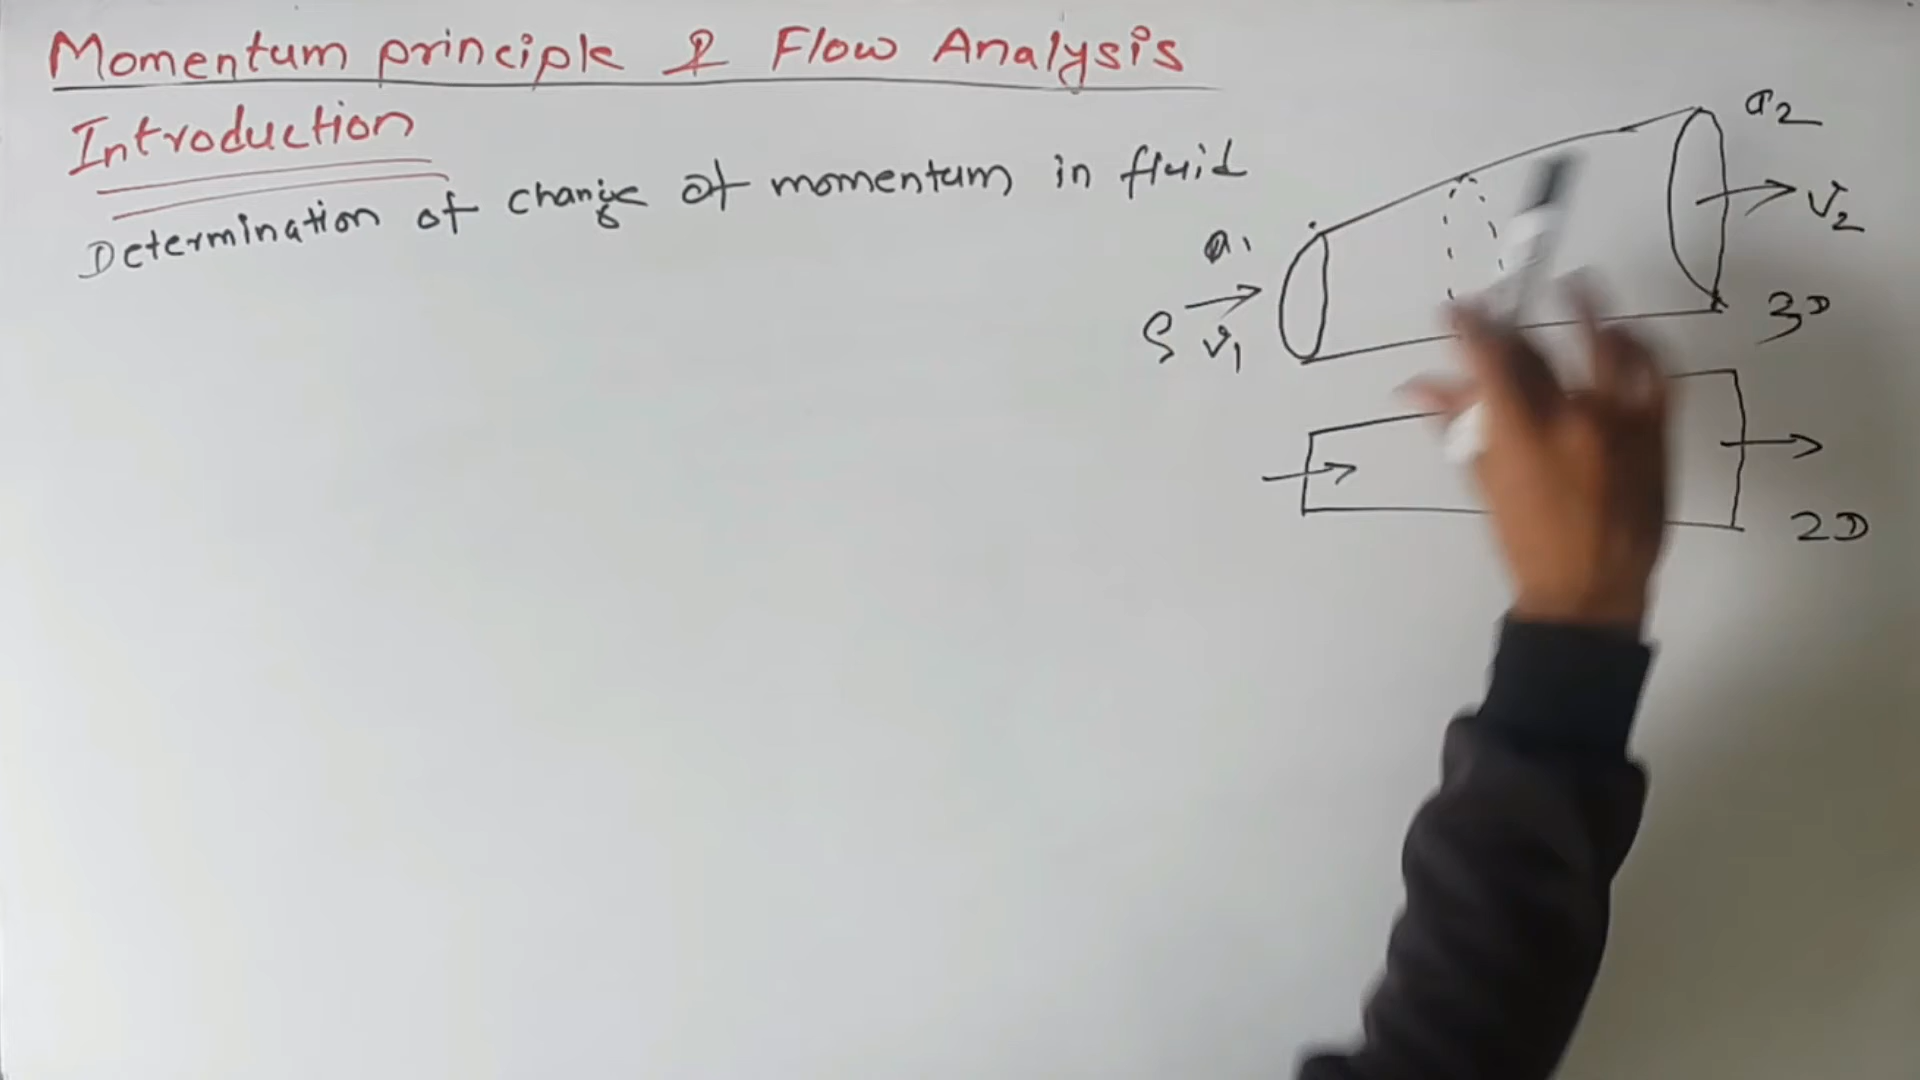 Momentum principle & Flow Analysis
Introduction
Determination of change of momentum in fluid
a2
V2
a1
ρ V1
3D
2D